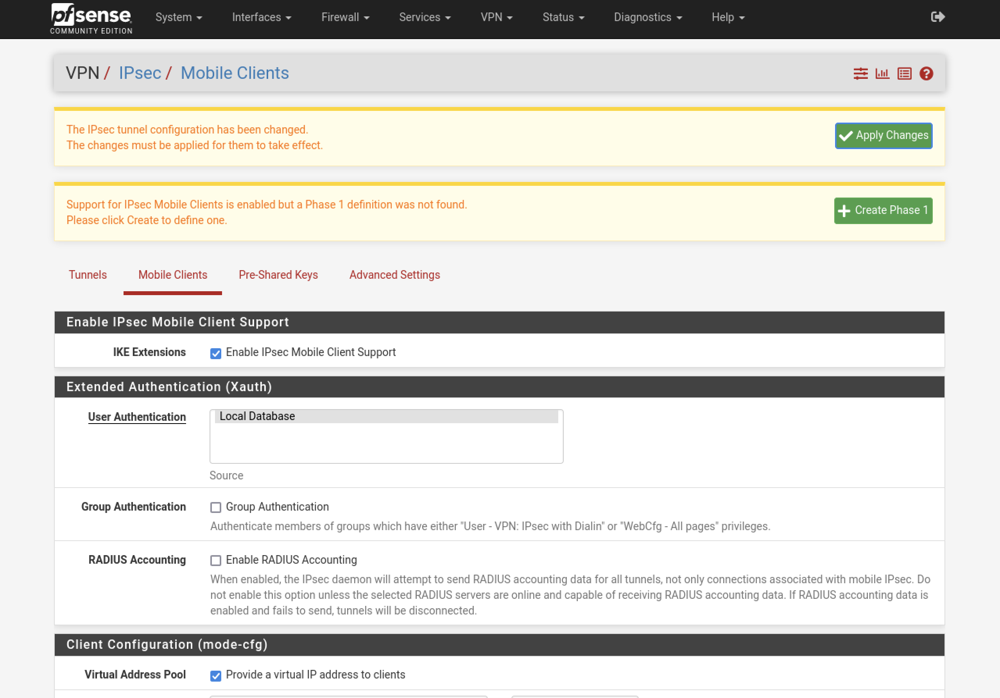 pfsense
COMMUNITY EDITION
System
Interfaces
Firewall
Services
VPN
Status
Diagnostics
Help
VPN / IPsec / Mobile Clients
The IPsec tunnel configuration has been changed.
The changes must be applied for them to take effect.
Apply Changes
Support for IPsec Mobile Clients is enabled but a Phase 1 definition was not found.
Please click Create to define one.
Create Phase 1
Tunnels
Mobile Clients
Pre-Shared Keys
Advanced Settings
Enable IPsec Mobile Client Support
IKE Extensions
Enable IPsec Mobile Client Support
Extended Authentication (Xauth)
User Authentication
Local Database
Source
Group Authentication
Group Authentication
Authenticate members of groups which have either "User - VPN: IPsec with Dialin" or "WebCfg - All pages" privileges.
RADIUS Accounting
Enable RADIUS Accounting
When enabled, the IPsec daemon will attempt to send RADIUS accounting data for all tunnels, not only connections associated with mobile IPsec. Do
not enable this option unless the selected RADIUS servers are online and capable of receiving RADIUS accounting data. If RADIUS accounting data is
enabled and fails to send, tunnels will be disconnected.
Client Configuration (mode-cfg)
Virtual Address Pool
Provide a virtual IP address to clients